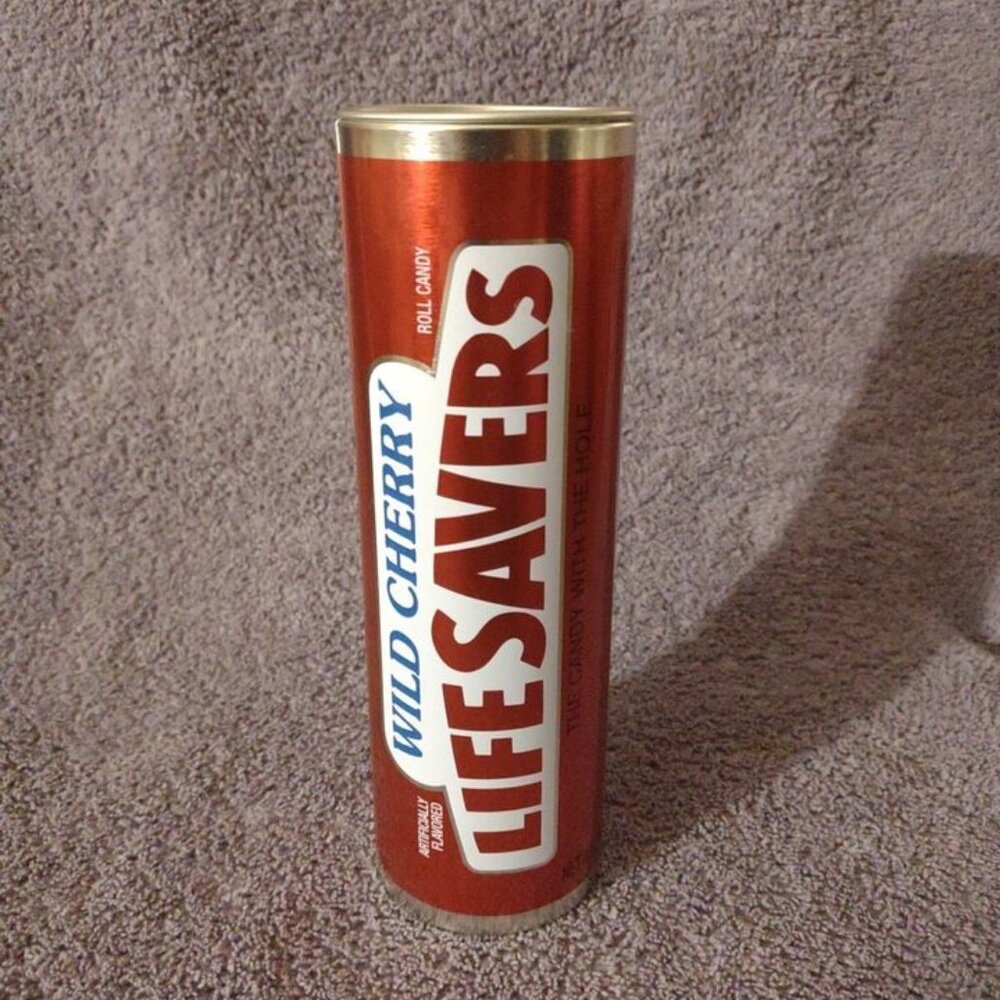 ROLL CANDY
WILD CHERRY
LIFESAVERS
ARTIFICIALLY
FLAVORED
THE CANDY WITH THE HOLE